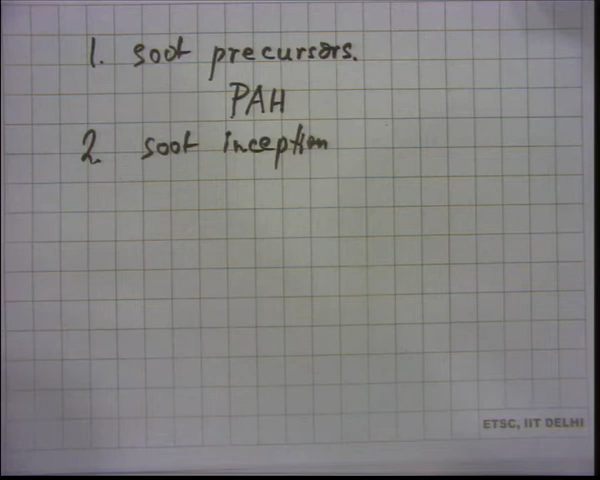 1. soot precursors.
PAH
2 soot inception
ETSC, IIT DELHI